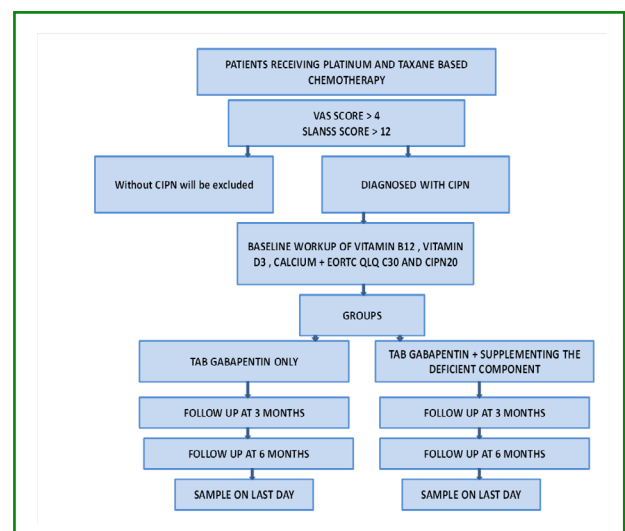 PATIENTS RECEIVING PLATINUM AND TAXANE BASED
CHEMOTHERAPY
VAS SCORE > 4
SLANSS SCORE > 12
Without CIPN will be excluded
DIAGNOSED WITH CIPN
BASELINE WORKUP OF VITAMIN B12 , VITAMIN
D3 , CALCIUM + EORTC QLQ C30 AND CIPN20
GROUPS
TAB GABAPENTIN ONLY
TAB GABAPENTIN + SUPPLEMENTING THE
DEFICIENT COMPONENT
FOLLOW UP AT 3 MONTHS
FOLLOW UP AT 3 MONTHS
FOLLOW UP AT 6 MONTHS
FOLLOW UP AT 6 MONTHS
SAMPLE ON LAST DAY
SAMPLE ON LAST DAY